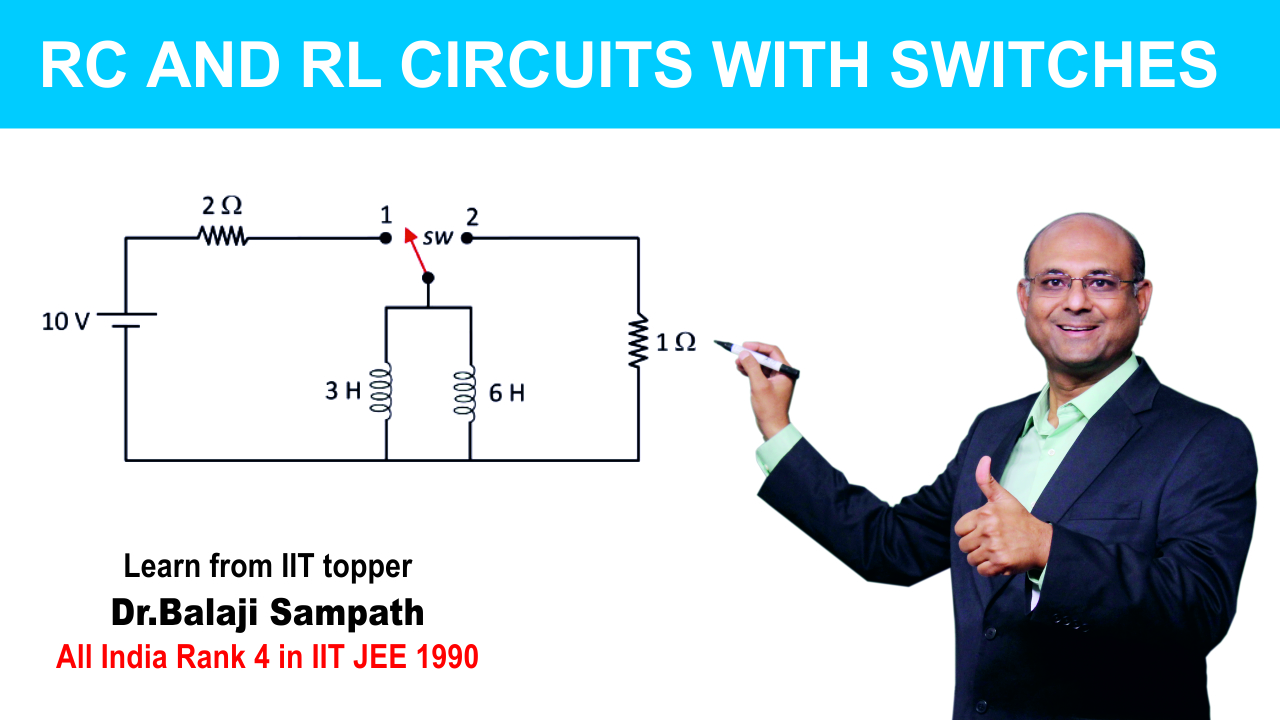 RC AND RL CIRCUITS WITH SWITCHES
2 Ω
1
SW
2
10 V
1 Ω
3 H
6 H
Learn from IIT topper
Dr.Balaji Sampath
All India Rank 4 in IIT JEE 1990